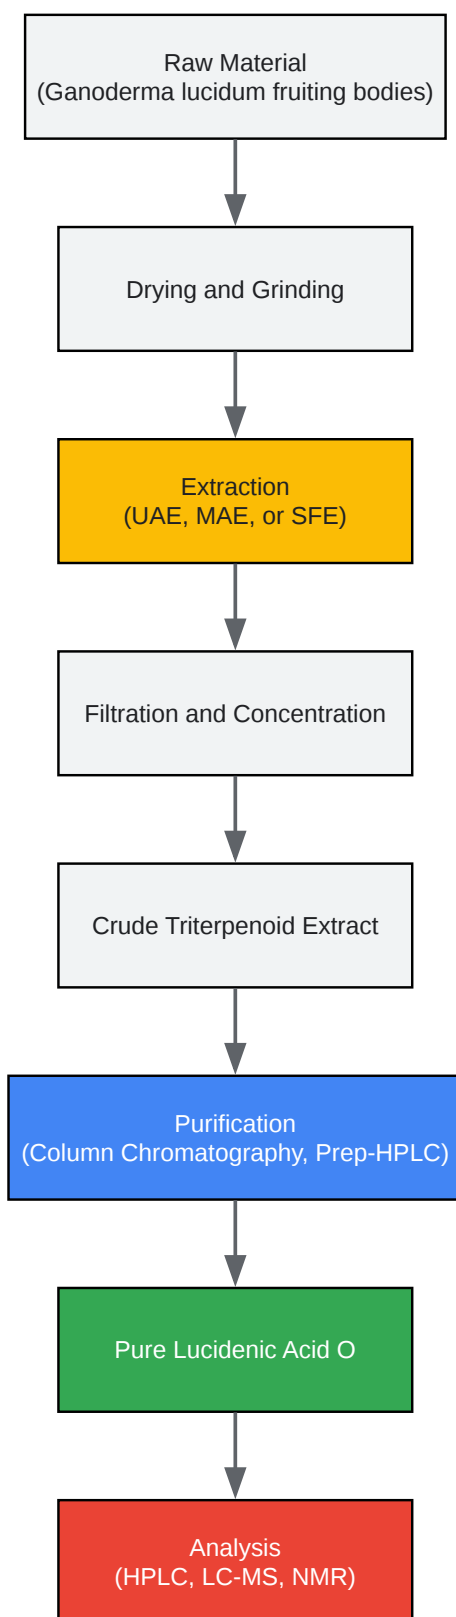 Raw Material
(Ganoderma lucidum fruiting bodies)
Drying and Grinding
Extraction
(UAE, MAE, or SFE)
Filtration and Concentration
Crude Triterpenoid Extract
Purification
(Column Chromatography, Prep-HPLC)
Pure Lucidenic Acid O
Analysis
(HPLC, LC-MS, NMR)